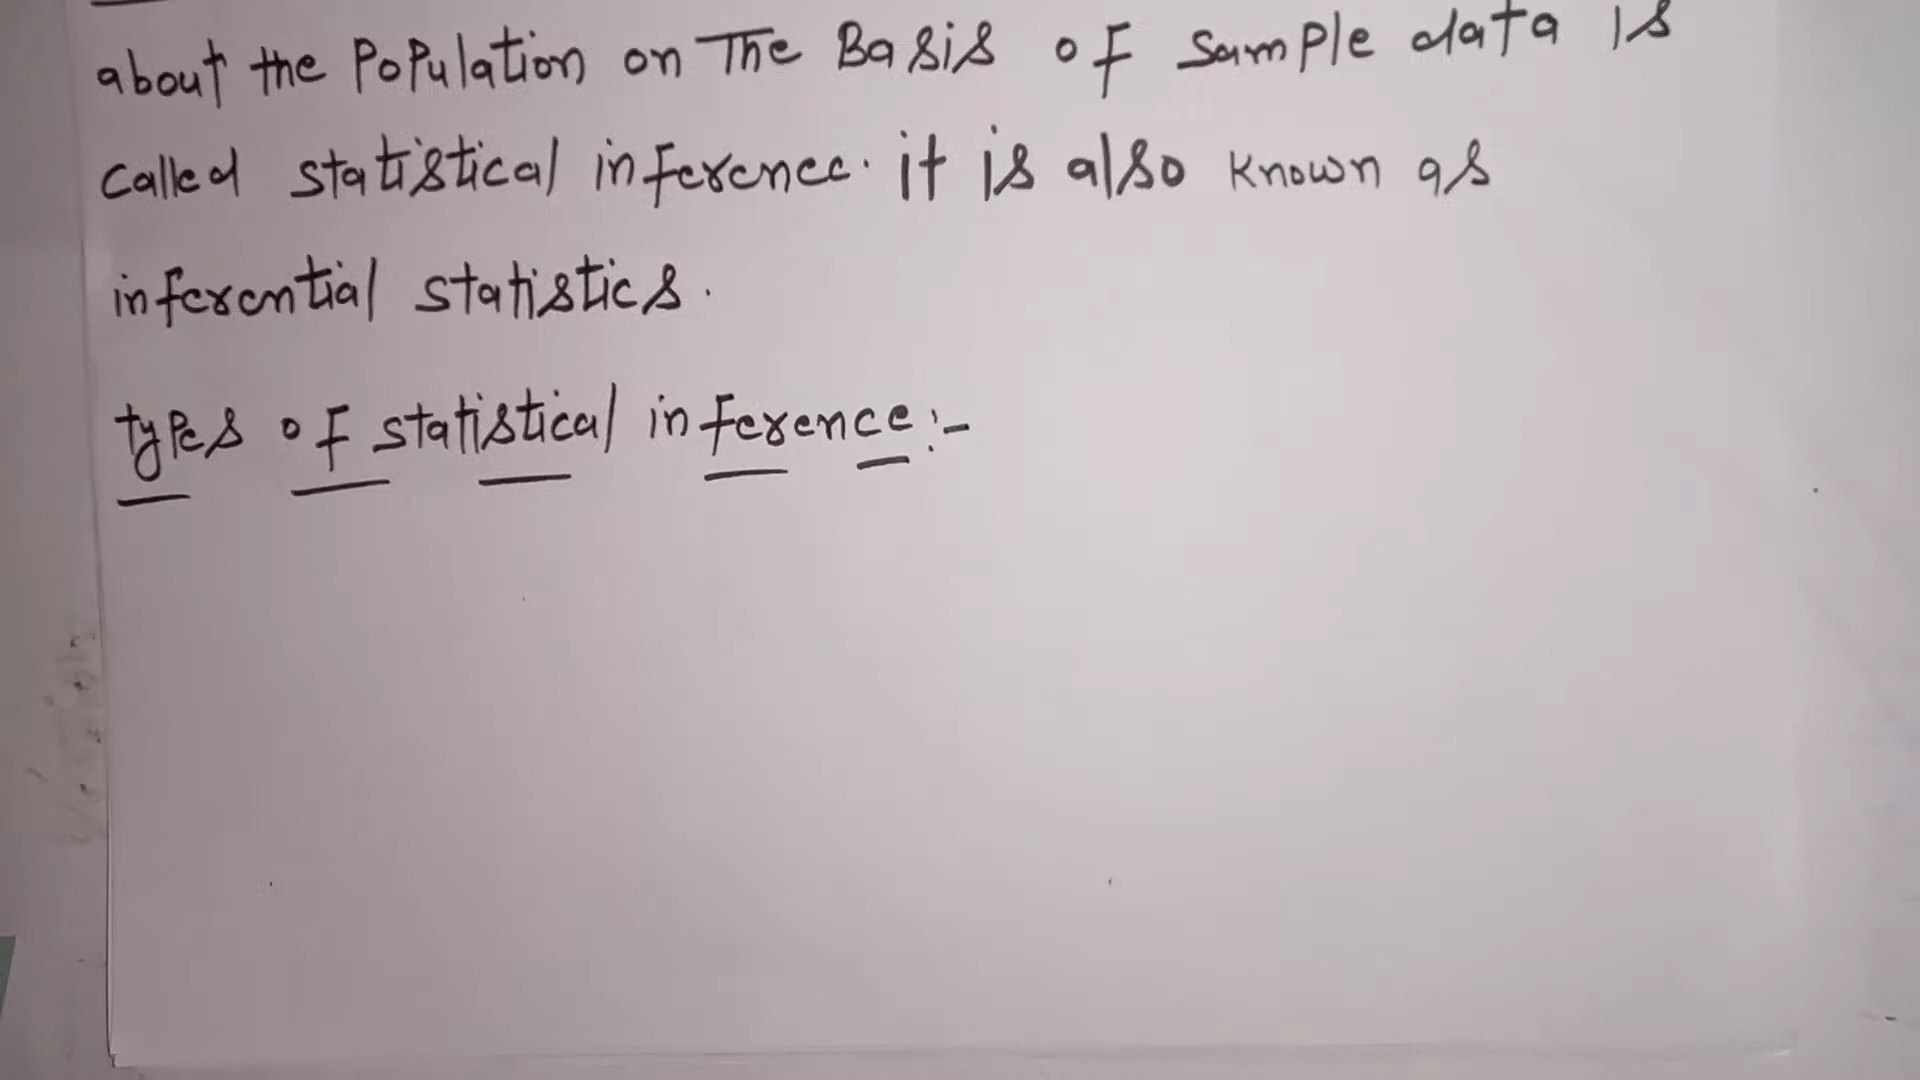 about the Population on The Basis of Sample data is
called statistical inference. it is also known as
inferential statistics.
types of statistical inference:-